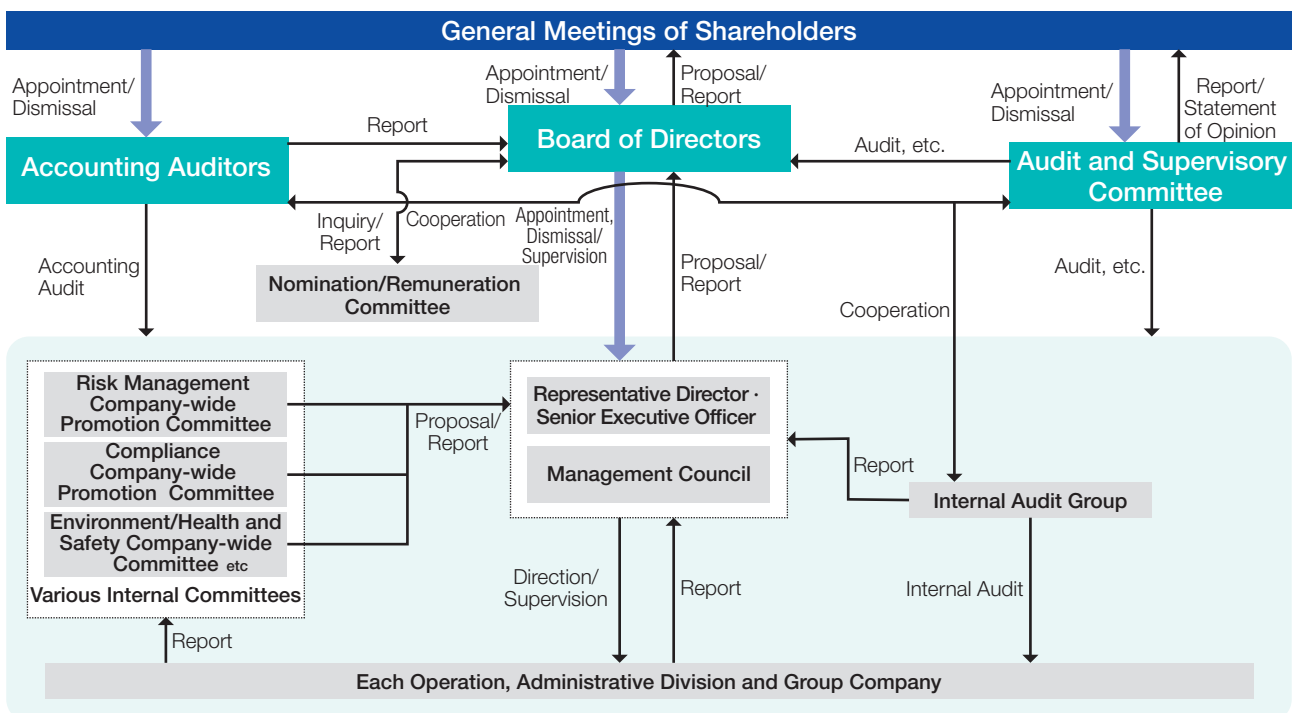 General Meetings of Shareholders
Appointment/
Dismissal
Appointment/
Dismissal
Proposal/
Report
Appointment/
Dismissal
Report/
Statement
of Opinion
Report
Board of Directors
Audit, etc.
Accounting Auditors
Audit and Supervisory
Committee
Inquiry/
Report
Cooperation
Appointment,
Dismissal/
Supervision
Proposal/
Report
Accounting
Audit
Audit, etc.
Nomination/Remuneration
Committee
Cooperation
Risk Management
Company-wide
Promotion Committee
Compliance
Company-wide
Promotion Committee
Environment/Health and
Safety Company-wide
Committee etc
Various Internal Committees
Proposal/
Report
Representative Director ·
Senior Executive Officer
Management Council
Report
Internal Audit Group
Direction/
Supervision
Report
Internal Audit
Report
Each Operation, Administrative Division and Group Company